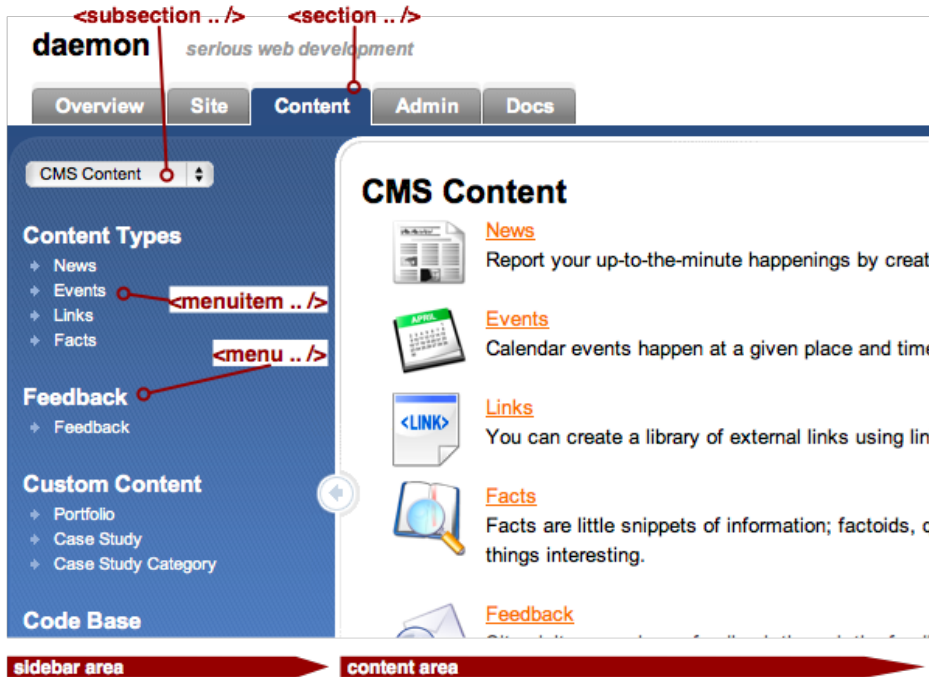 <subsection .. />
<section .. />
daemon serious web development
Overview Site Content Admin Docs
CMS Content
Content Types
News
Events
<menuitem .. />
Links
Facts
<menu .. />
Feedback
Feedback
Custom Content
Portfolio
Case Study
Case Study Category
Code Base
CMS Content
News
Report your up-to-the-minute happenings by creat
APRIL
Events
Calendar events happen at a given place and time
<LINK>
Links
You can create a library of external links using lin
Facts
Facts are little snippets of information; factoids,
things interesting.
Feedback
sidebar area
content area